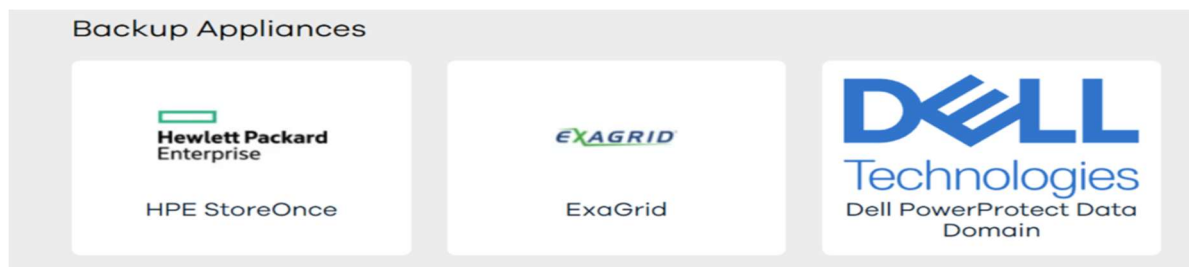 Backup Appliances
Hewlett Packard
Enterprise
HPE StoreOnce
EXAGRID
ExaGrid
DELL
Technologies
Dell PowerProtect Data
Domain